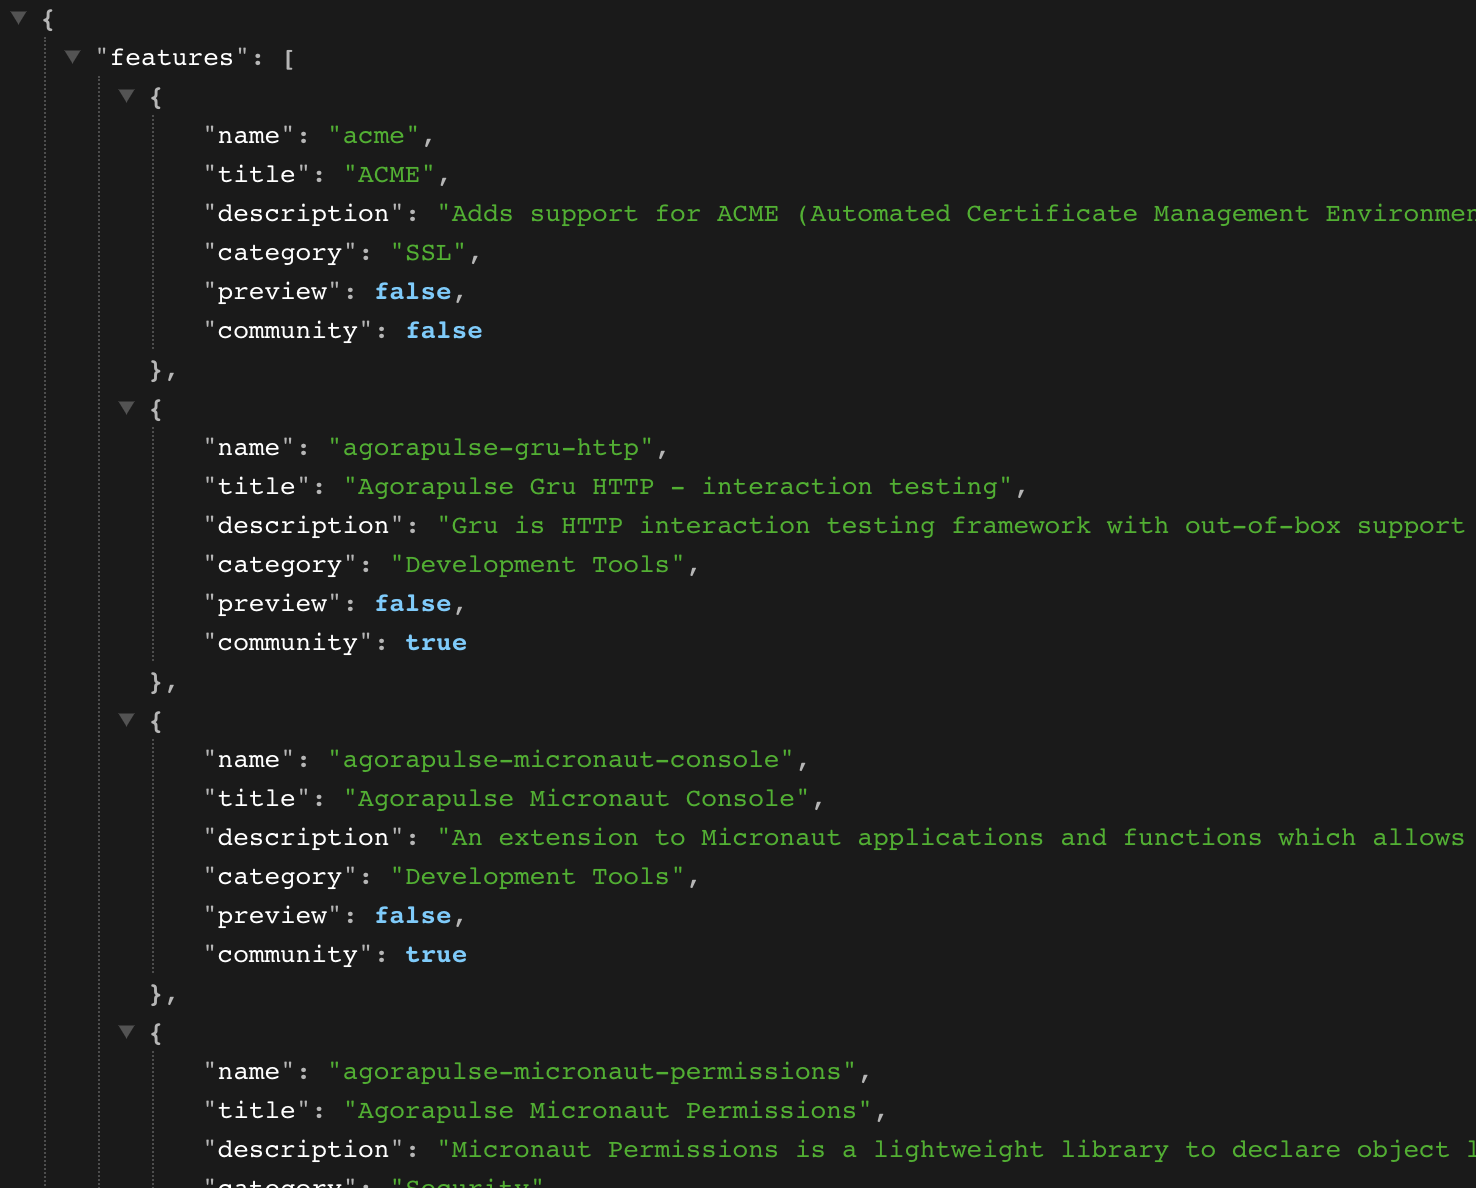 {
"features": [
{
"name": "acme",
"title": "ACME",
"description": "Adds support for ACME (Automated Certificate Management
"category": "SSL",
"preview": false,
"community": false
},
{
"name": "agorapulse-gru-http",
"title": "Agorapulse Gru HTTP - interaction testing",
"description": "Gru is HTTP interaction testing framework with out-of-box support
"category": "Development Tools",
"preview": false,
"community": true
},
{
"name": "agorapulse-micronaut-console",
"title": "Agorapulse Micronaut Console",
"description": "An extension to Micronaut applications and functions which allows
"category": "Development Tools",
"preview": false,
"community": true
},
{
"name": "agorapulse-micronaut-permissions",
"title": "Agorapulse Micronaut Permissions",
"description": "Micronaut Permissions is a lightweight library to declare object
"category": "Security"